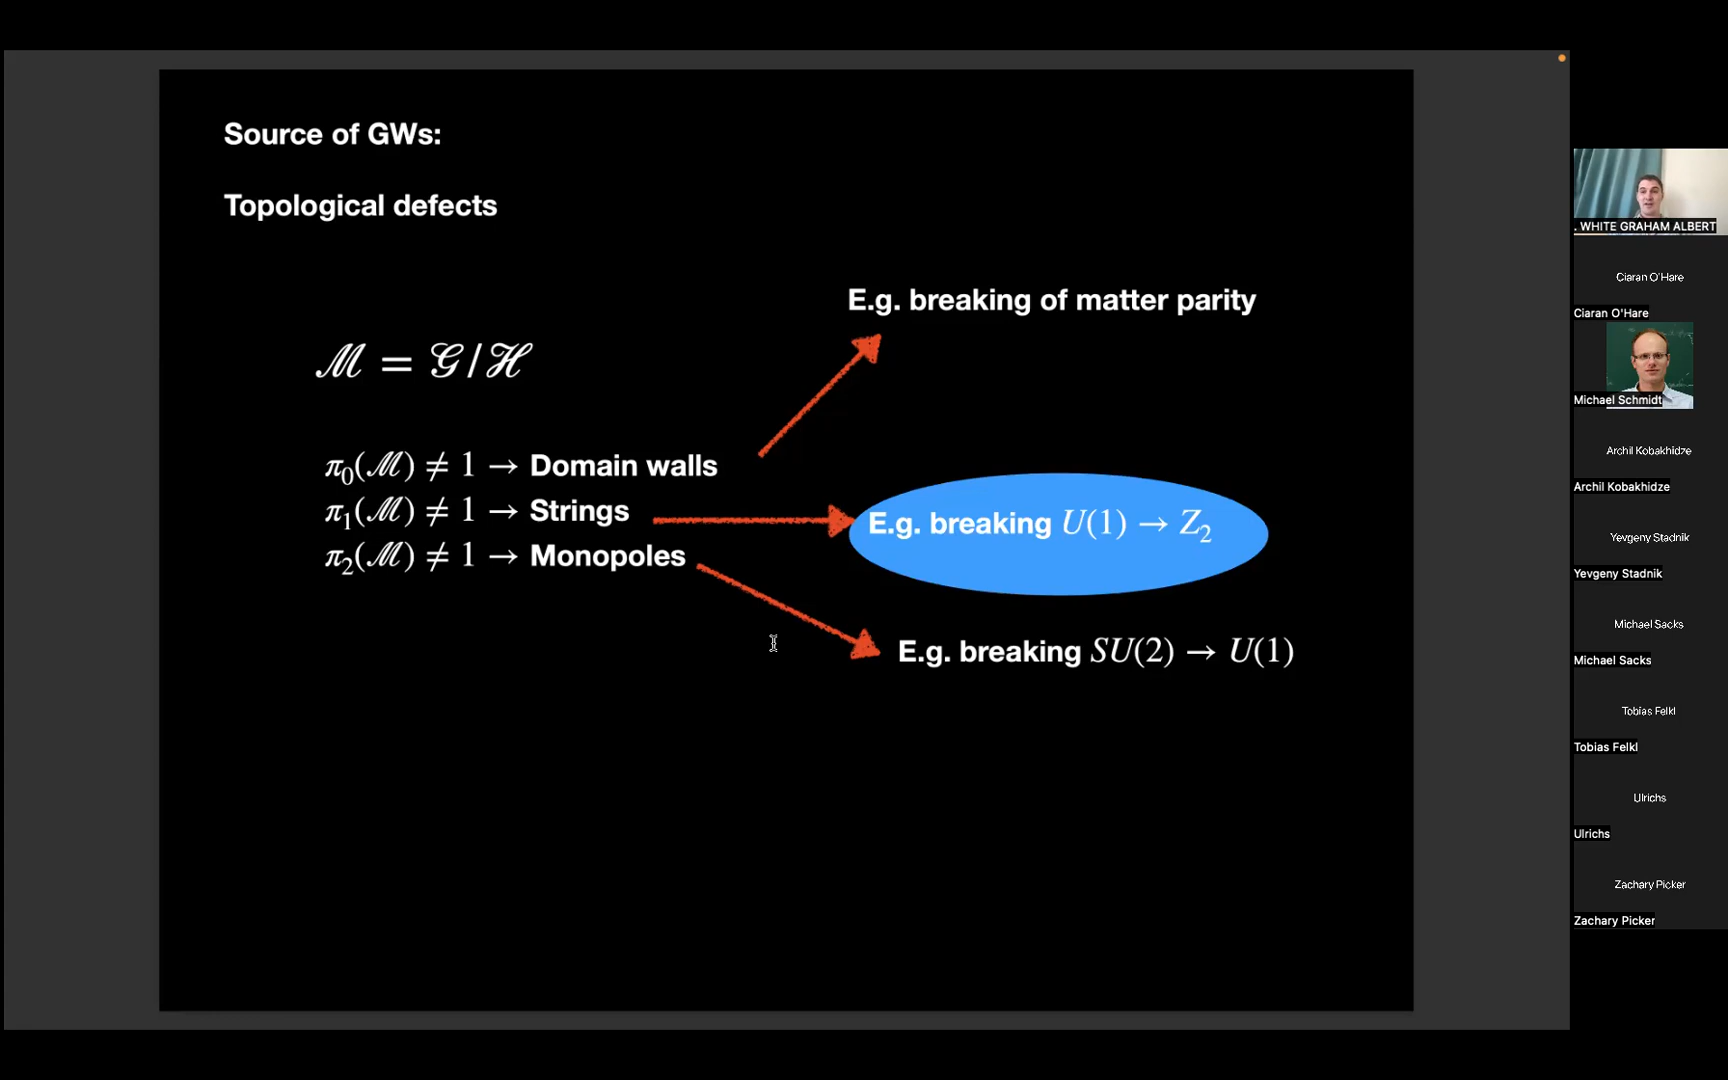 Source of GWs:
Topological defects
E.g. breaking of matter parity
ℳ = 𝒢/ℋ
π₀(ℳ) ≠ 1 → Domain walls
π₁(ℳ) ≠ 1 → Strings
E.g. breaking U(1) → Z₂
π₂(ℳ) ≠ 1 → Monopoles
E.g. breaking SU(2) → U(1)
. WHITE GRAHAM ALBERT
Ciaran O'Hare
Ciaran O'Hare
Michael Schmidt
Archil Kobakhidze
Archil Kobakhidze
Yevgeny Stadnik
Yevgeny Stadnik
Michael Sacks
Michael Sacks
Tobias Felkl
Tobias Felkl
Ulrichs
Ulrichs
Zachary Picker
Zachary Picker